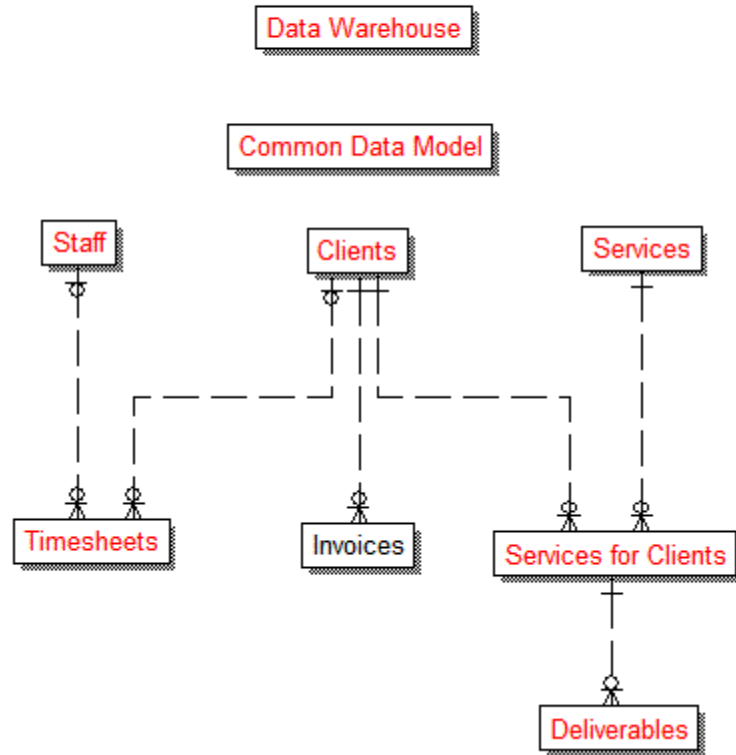 Data Warehouse
Common Data Model
Staff
Clients
Services
Timesheets
Invoices
Services for Clients
Deliverables